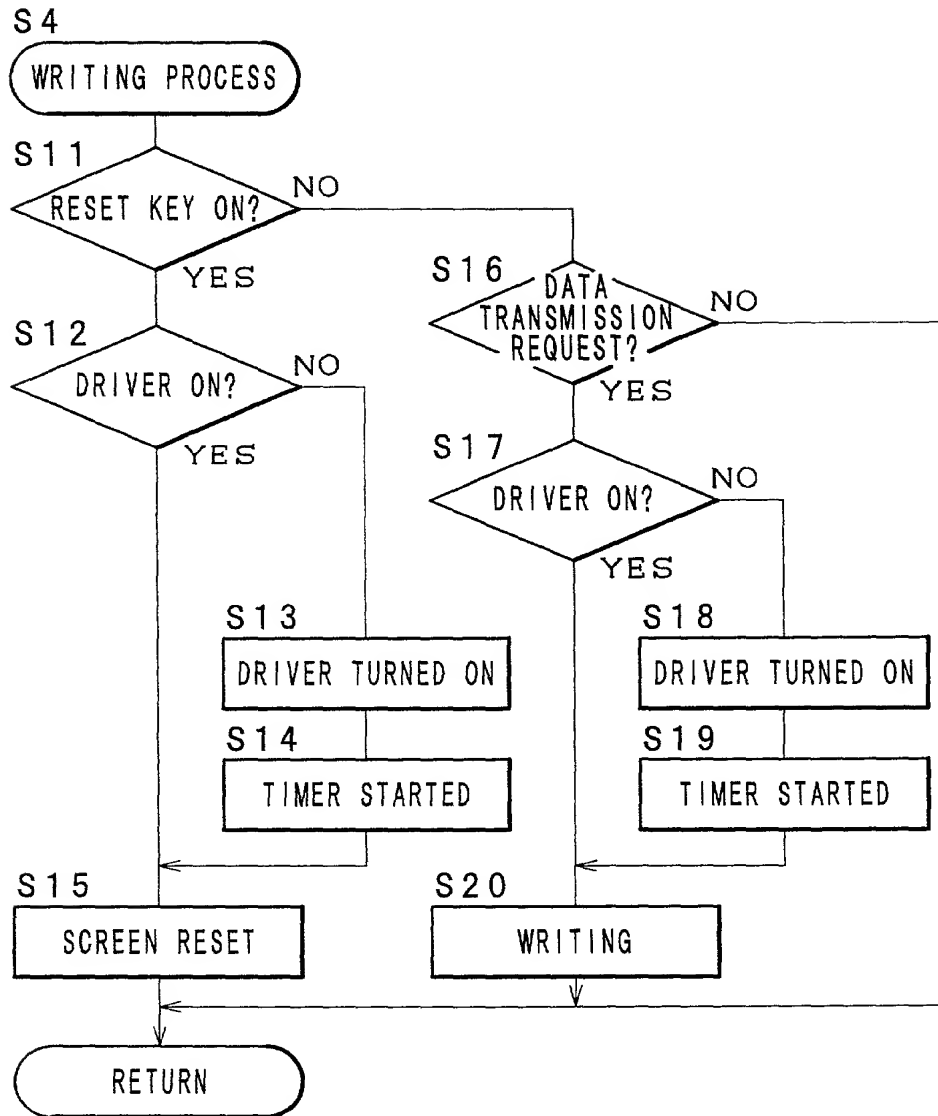 S4
WRITING PROCESS
S11
RESET KEY ON?
NO
YES
S12
DRIVER ON?
NO
YES
S13
DRIVER TURNED ON
S14
TIMER STARTED
S15
SCREEN RESET
S16
DATA
TRANSMISSION
REQUEST?
NO
YES
S17
DRIVER ON?
NO
YES
S18
DRIVER TURNED ON
S19
TIMER STARTED
S20
WRITING
RETURN